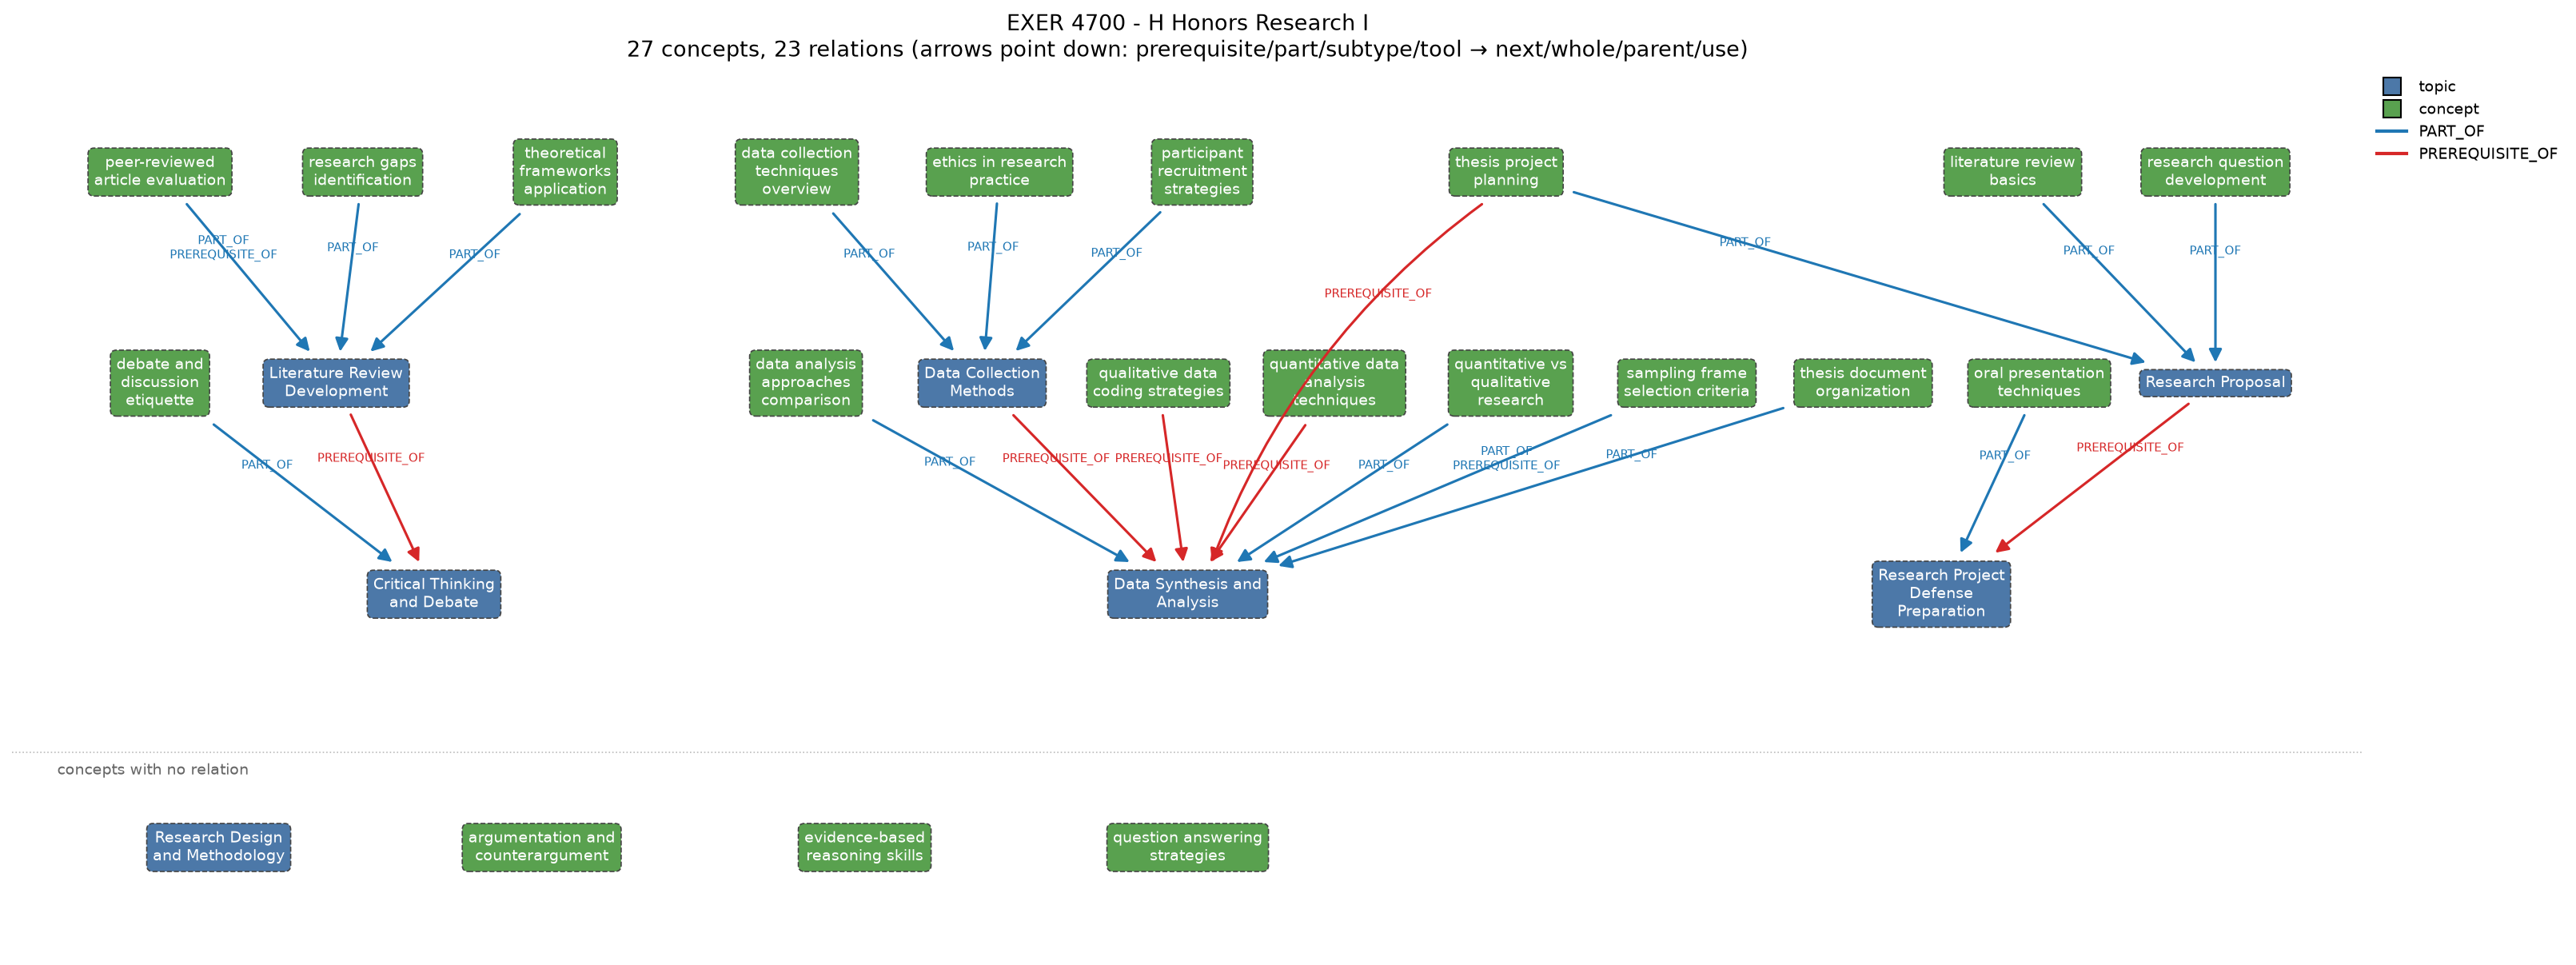 EXER 4700 - H Honors Research I
27 concepts, 23 relations (arrows point down: prerequisite/part/subtype/tool → next/whole/parent/use)
topic
concept
PART_OF
PREREQUISITE_OF
peer-reviewed
article evaluation
research gaps
identification
theoretical
frameworks
application
data collection
techniques
overview
ethics in research
practice
participant
recruitment
strategies
thesis project
planning
literature review
basics
research question
development
PART_OF
PREREQUISITE_OF
PART_OF
PART_OF
PART_OF
PART_OF
PART_OF
PREREQUISITE_OF
PART_OF
PART_OF
PART_OF
debate and
discussion
etiquette
Literature Review
Development
data analysis
approaches
comparison
Data Collection
Methods
qualitative data
coding strategies
quantitative data
analysis
techniques
quantitative vs
qualitative
research
sampling frame
selection criteria
thesis document
organization
oral presentation
techniques
Research Proposal
PART_OF
PREREQUISITE_OF
PART_OF
PREREQUISITE_OF
PREREQUISITE_OF
PREREQUISITE_OF
PART_OF
PART_OF
PREREQUISITE_OF
PART_OF
PART_OF
PREREQUISITE_OF
Critical Thinking
and Debate
Data Synthesis and
Analysis
Research Project
Defense
Preparation
concepts with no relation
Research Design
and Methodology
argumentation and
counterargument
evidence-based
reasoning skills
question answering
strategies